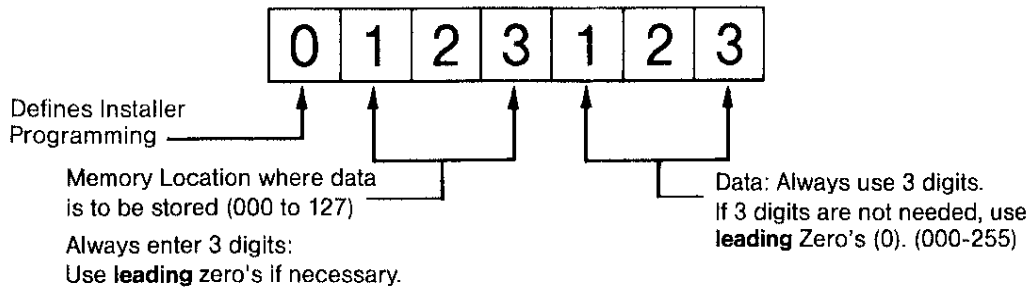 0 1 2 3 1 2 3
Defines Installer
Programming
Memory Location where data
is to be stored (000 to 127)
Always enter 3 digits:
Use leading zero's if necessary.
Data: Always use 3 digits.
If 3 digits are not needed, use
leading Zero's (0). (000-255)